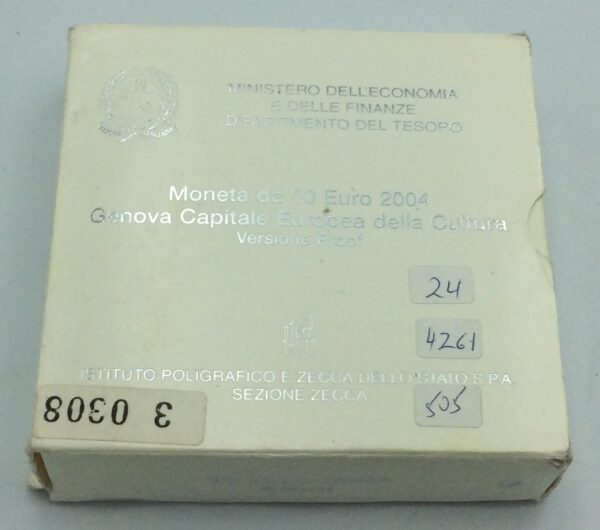 MINISTERO DELL'ECONOMIA
E DELLE FINANZE
DIPARTIMENTO DEL TESORO
Moneta da 10 Euro 2004
Genova Capitale Europea della Cultura
Versione Proof
24
4261
ISTITUTO POLIGRAFICO E ZECCA DELLO STATO S.P.A.
SEZIONE ZECCA
505
3 0308